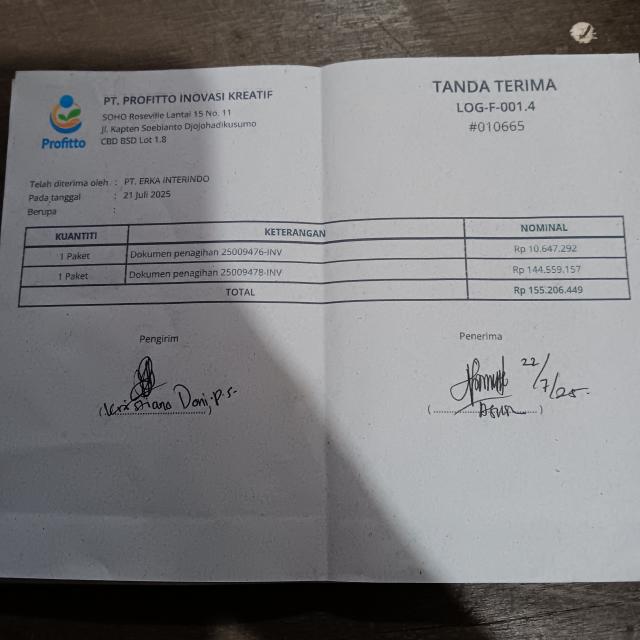 Profitto
PT. PROFITTO INOVASI KREATIF
SOHO Roseville Lantai 15 No. 11
Jl. Kapten Soebianto Djojohadikusumo
CBD BSD Lot 1.8
TANDA TERIMA
LOG-F-001.4
#010665
Telah diterima oleh : PT. ERKA INTERINDO
Pada tanggal : 21 Juli 2025
Berupa :
KUANTITI KETERANGAN NOMINAL
1 Paket Dokumen penagihan 25009476-INV Rp 10.647.292
1 Paket Dokumen penagihan 25009478-INV Rp 144.559.157
TOTAL Rp 155.206.449
Pengirim Penerima
22/7/25